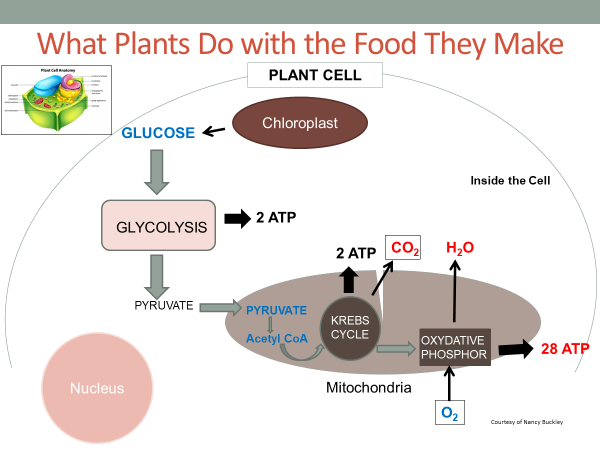 What Plants Do with the Food They Make
PLANT CELL
Plant Cell Anatomy
Chloroplast
GLUCOSE
Inside the Cell
GLYCOLYSIS
2 ATP
2 ATP
CO₂
H₂O
PYRUVATE
PYRUVATE
Acetyl CoA
KREBS
CYCLE
OXYDATIVE
PHOSPHOR
28 ATP
Nucleus
Mitochondria
O₂
Courtesy of Nancy Buckley